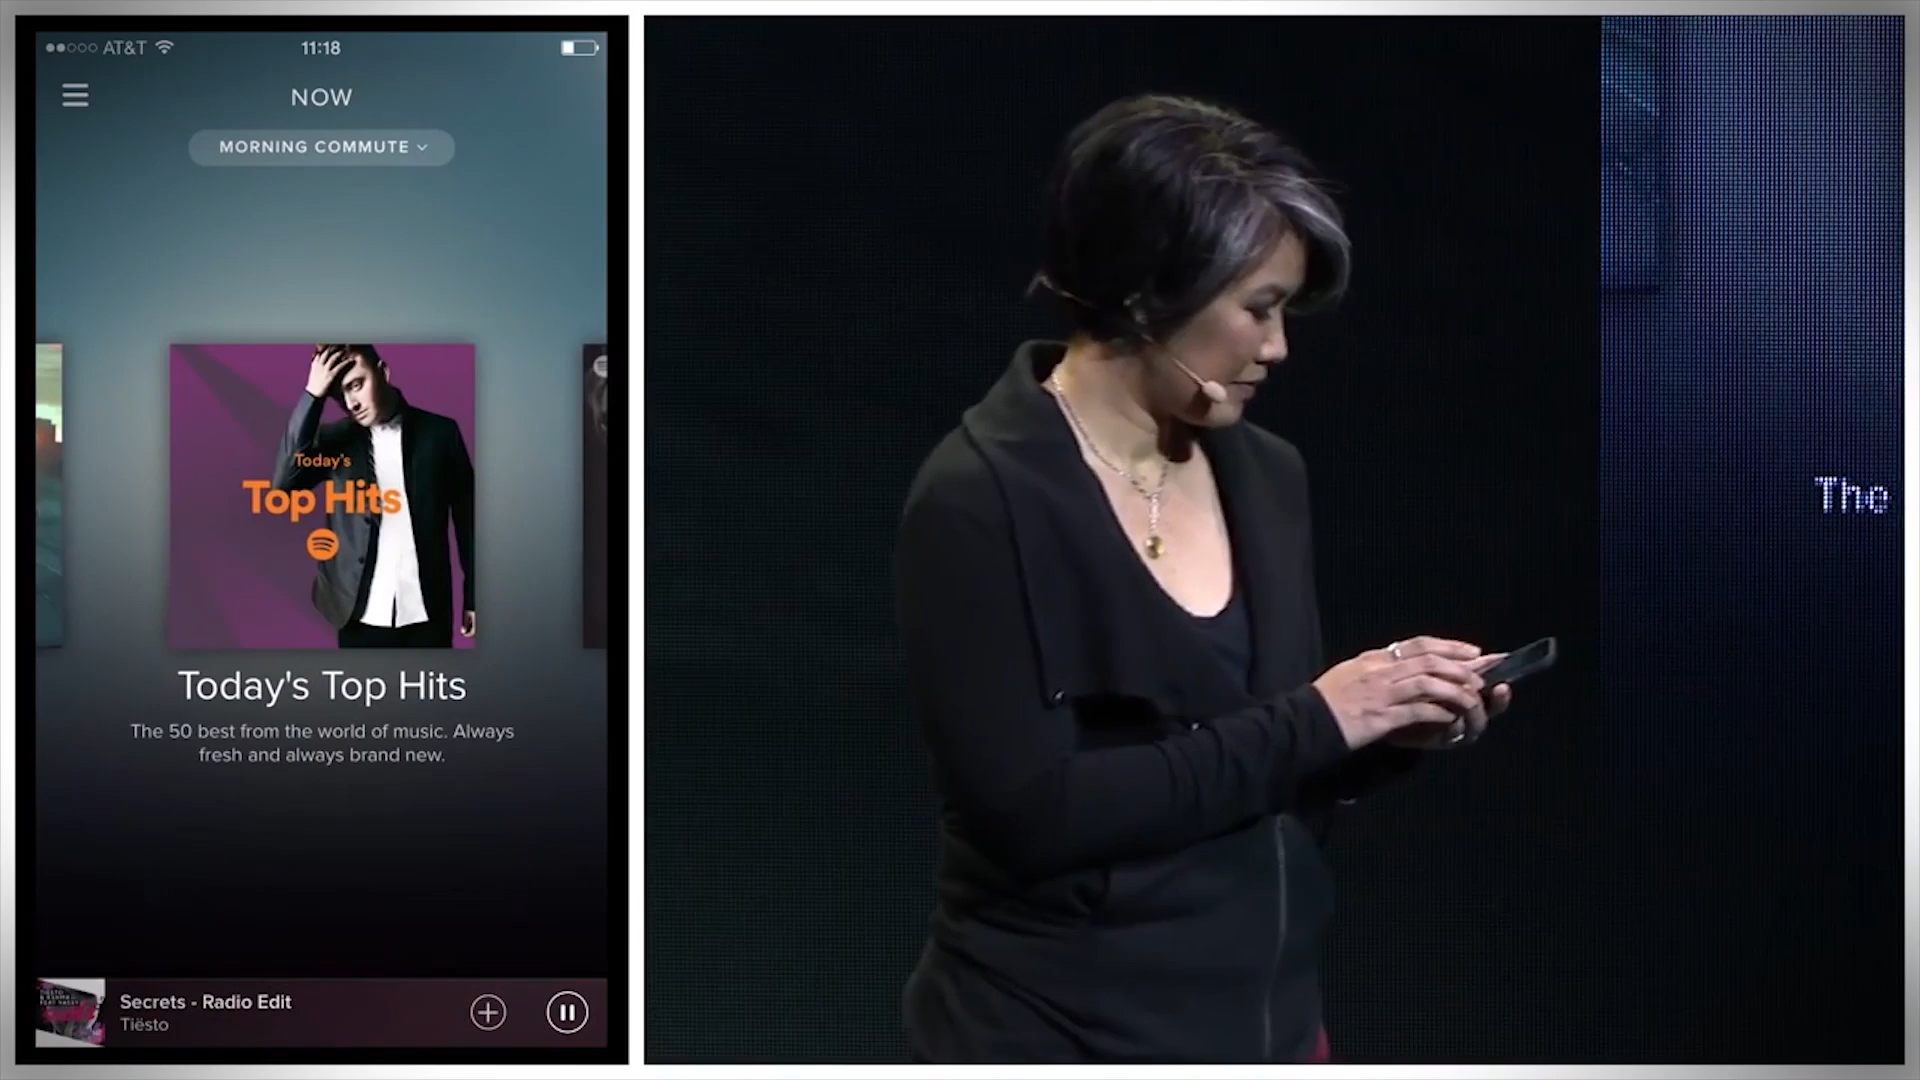 AT&T
11:18
NOW
MORNING COMMUTE
Today's
Top Hits
Today's Top Hits
The 50 best from the world of music. Always
fresh and always brand new.
Secrets - Radio Edit
Tiësto
The